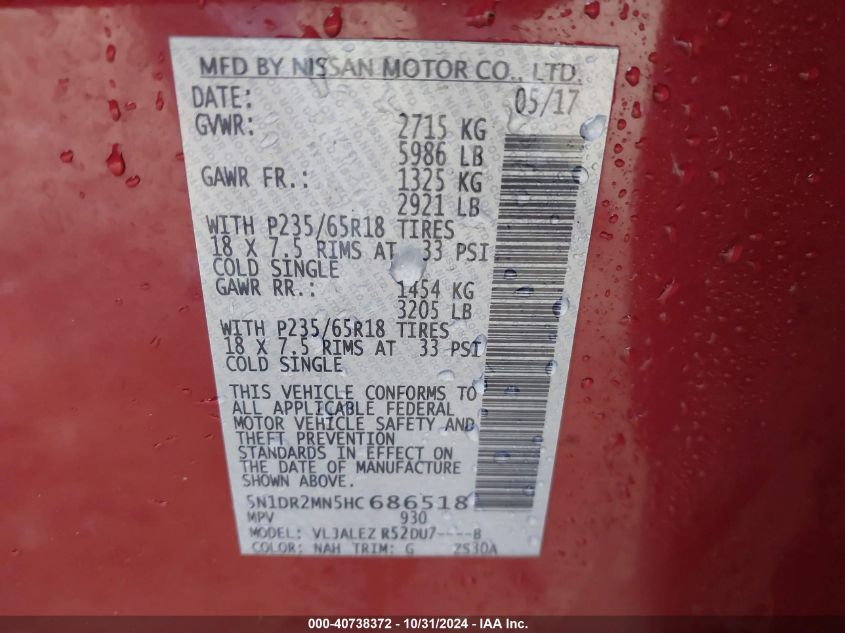 MFD BY NISSAN MOTOR CO., LTD.
DATE: 05/17
GVWR: 2715 KG
5986 LB
GAWR FR.: 1325 KG
2921 LB
WITH P235/65R18 TIRES
18 X 7.5 RIMS AT 33 PSI
COLD SINGLE
GAWR RR.: 1454 KG
3205 LB
WITH P235/65R18 TIRES
18 X 7.5 RIMS AT 33 PSI
COLD SINGLE
THIS VEHICLE CONFORMS TO
ALL APPLICABLE FEDERAL
MOTOR VEHICLE SAFETY AND
THEFT PREVENTION
STANDARDS IN EFFECT ON
THE DATE OF MANUFACTURE
SHOWN ABOVE.
5N1DR2MN5HC686518
MPV 930
MODEL: VLJALEZ R52DU7----B
COLOR: NAH TRIM: G ZS30A
000-40738372 - 10/31/2024 - IAA Inc.